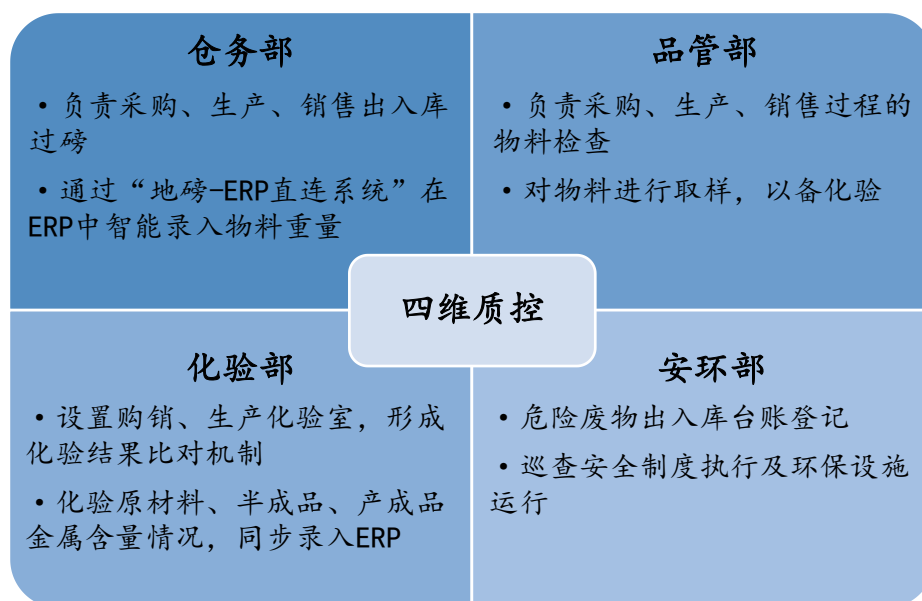 仓务部
•负责采购、生产、销售出入库
过磅
•通过“地磅-ERP直连系统”在
ERP中智能录入物料重量
品管部
•负责采购、生产、销售过程的
物料检查
•对物料进行取样，以备化验
四维质控
化验部
•设置购销、生产化验室，形成
化验结果比对机制
•化验原材料、半成品、产成品
金属含量情况，同步录入ERP
安环部
•危险废物出入库台账登记
•巡查安全制度执行及环保设施
运行